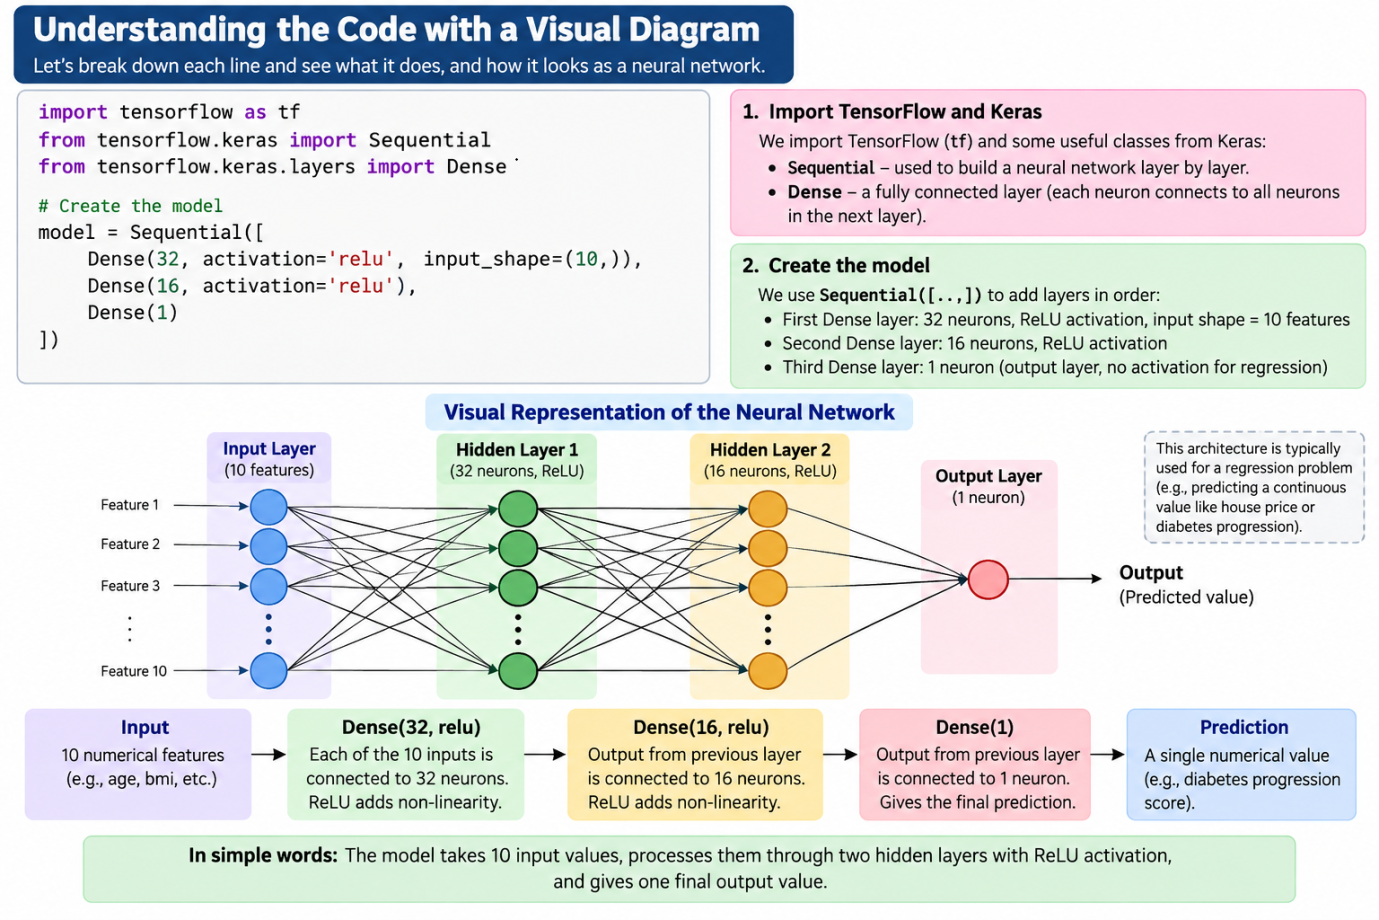 Understanding the Code with a Visual Diagram
Let's break down each line and see what it does, and how it looks as a neural network.
import tensorflow as tf
from tensorflow.keras import Sequential
from tensorflow.keras.layers import Dense
# Create the model
model = Sequential([
Dense(32, activation='relu', input_shape=(10,)),
Dense(16, activation='relu'),
Dense(1)
])
1. Import TensorFlow and Keras
We import TensorFlow (tf) and some useful classes from Keras:
• Sequential – used to build a neural network layer by layer.
• Dense – a fully connected layer (each neuron connects to all neurons
in the next layer).
2. Create the model
We use Sequential([..,]) to add layers in order:
• First Dense layer: 32 neurons, ReLU activation, input shape = 10 features
• Second Dense layer: 16 neurons, ReLU activation
• Third Dense layer: 1 neuron (output layer, no activation for regression)
Visual Representation of the Neural Network
Input Layer
(10 features)
Hidden Layer 1
(32 neurons, ReLU)
Hidden Layer 2
(16 neurons, ReLU)
Output Layer
(1 neuron)
This architecture is typically
used for a regression problem
(e.g., predicting a continuous
value like house price or
diabetes progression).
Feature 1
Feature 2
Feature 3
Feature 10
Output
(Predicted value)
Input
10 numerical features
(e.g., age, bmi, etc.)
Dense(32, relu)
Each of the 10 inputs is
connected to 32 neurons.
ReLU adds non-linearity.
Dense(16, relu)
Output from previous layer
is connected to 16 neurons.
ReLU adds non-linearity.
Dense(1)
Output from previous layer
is connected to 1 neuron.
Gives the final prediction.
Prediction
A single numerical value
(e.g., diabetes progression
score).
In simple words: The model takes 10 input values, processes them through two hidden layers with ReLU activation,
and gives one final output value.